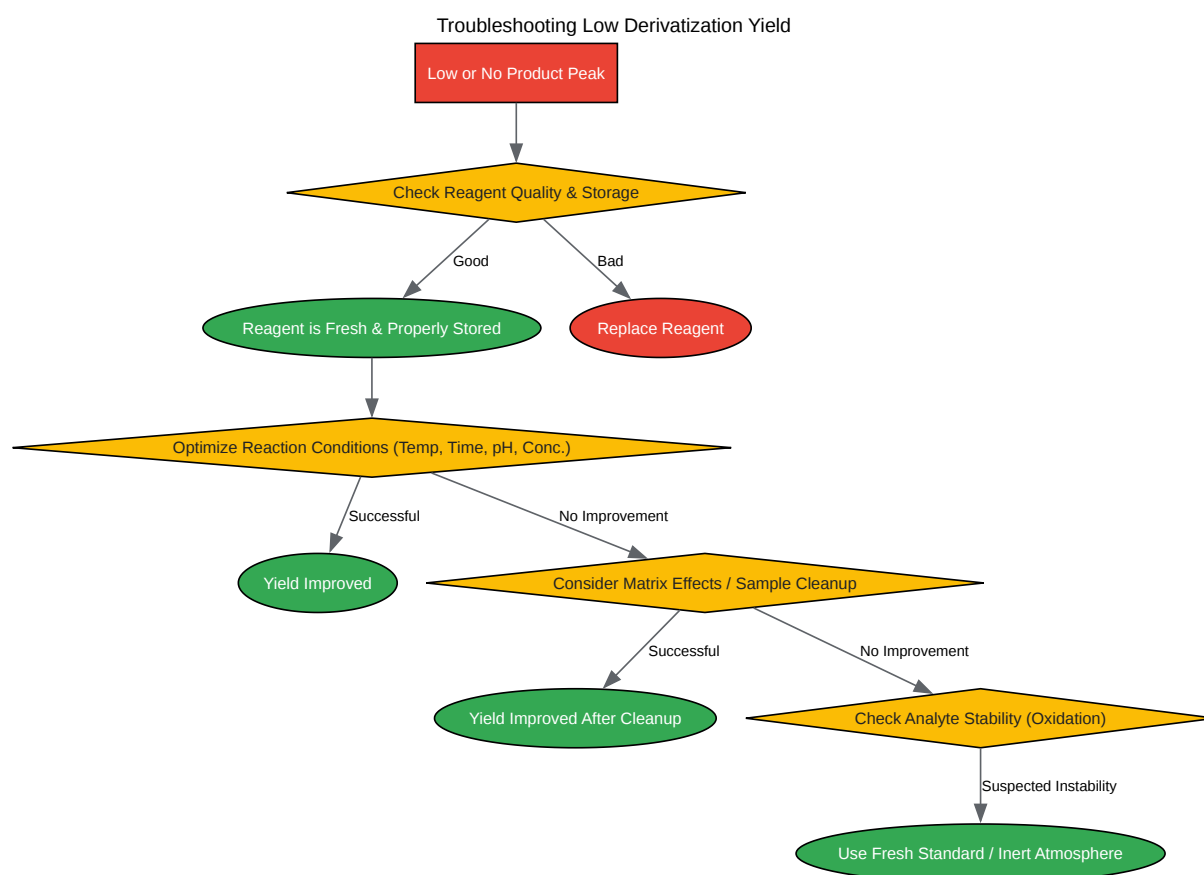 Troubleshooting Low Derivatization Yield
Low or No Product Peak
Check Reagent Quality & Storage
Good
Bad
Reagent is Fresh & Properly Stored
Replace Reagent
Optimize Reaction Conditions (Temp, Time, pH, Conc.)
Successful
No Improvement
Yield Improved
Consider Matrix Effects / Sample Cleanup
Successful
No Improvement
Yield Improved After Cleanup
Check Analyte Stability (Oxidation)
Suspected Instability
Use Fresh Standard / Inert Atmosphere